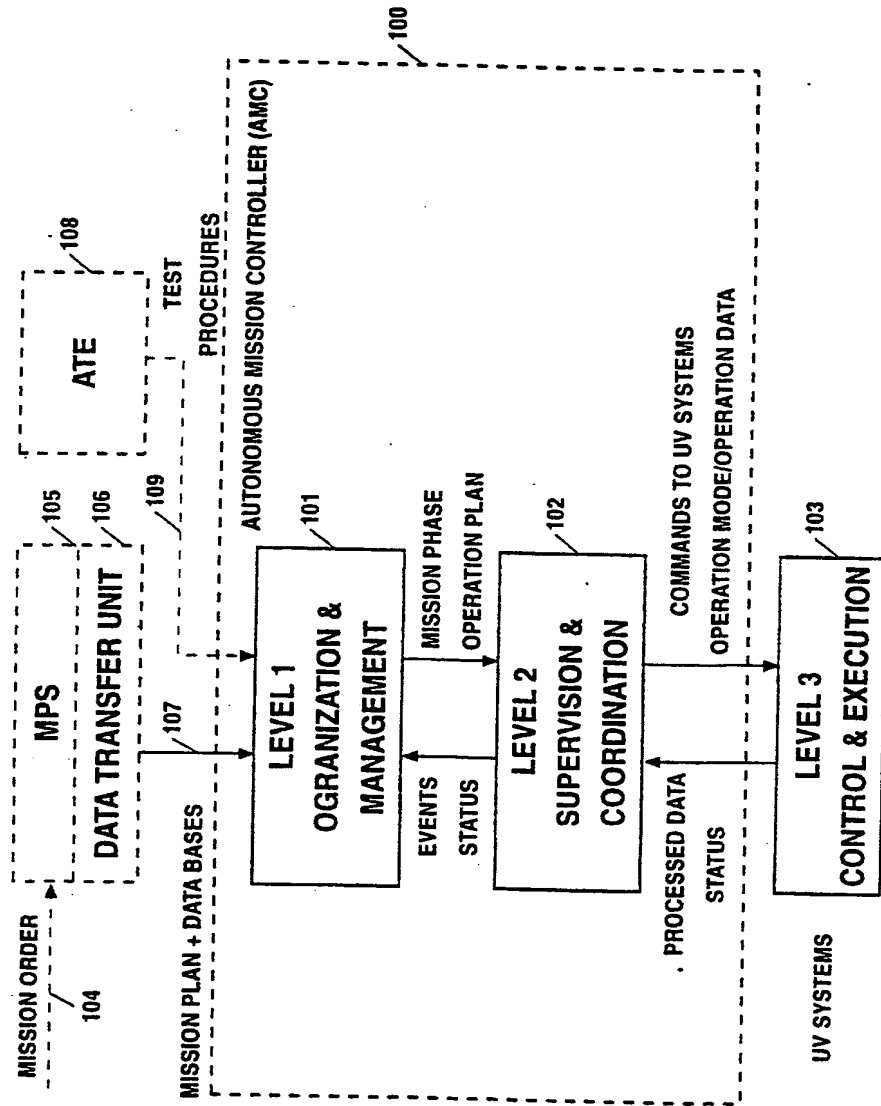 MISSION ORDER
104
MPS
105
DATA TRANSFER UNIT
106
107
ATE
108
TEST
PROCEDURES
109
MISSION PLAN + DATA BASES
AUTONOMOUS MISSION CONTROLLER (AMC)
100
LEVEL 1
OGRANIZATION &
MANAGEMENT
101
EVENTS
STATUS
MISSION PHASE
OPERATION PLAN
LEVEL 2
SUPERVISION &
COORDINATION
102
PROCESSED DATA
STATUS
COMMANDS TO UV SYSTEMS
OPERATION MODE/OPERATION DATA
UV SYSTEMS
LEVEL 3
CONTROL & EXECUTION
103